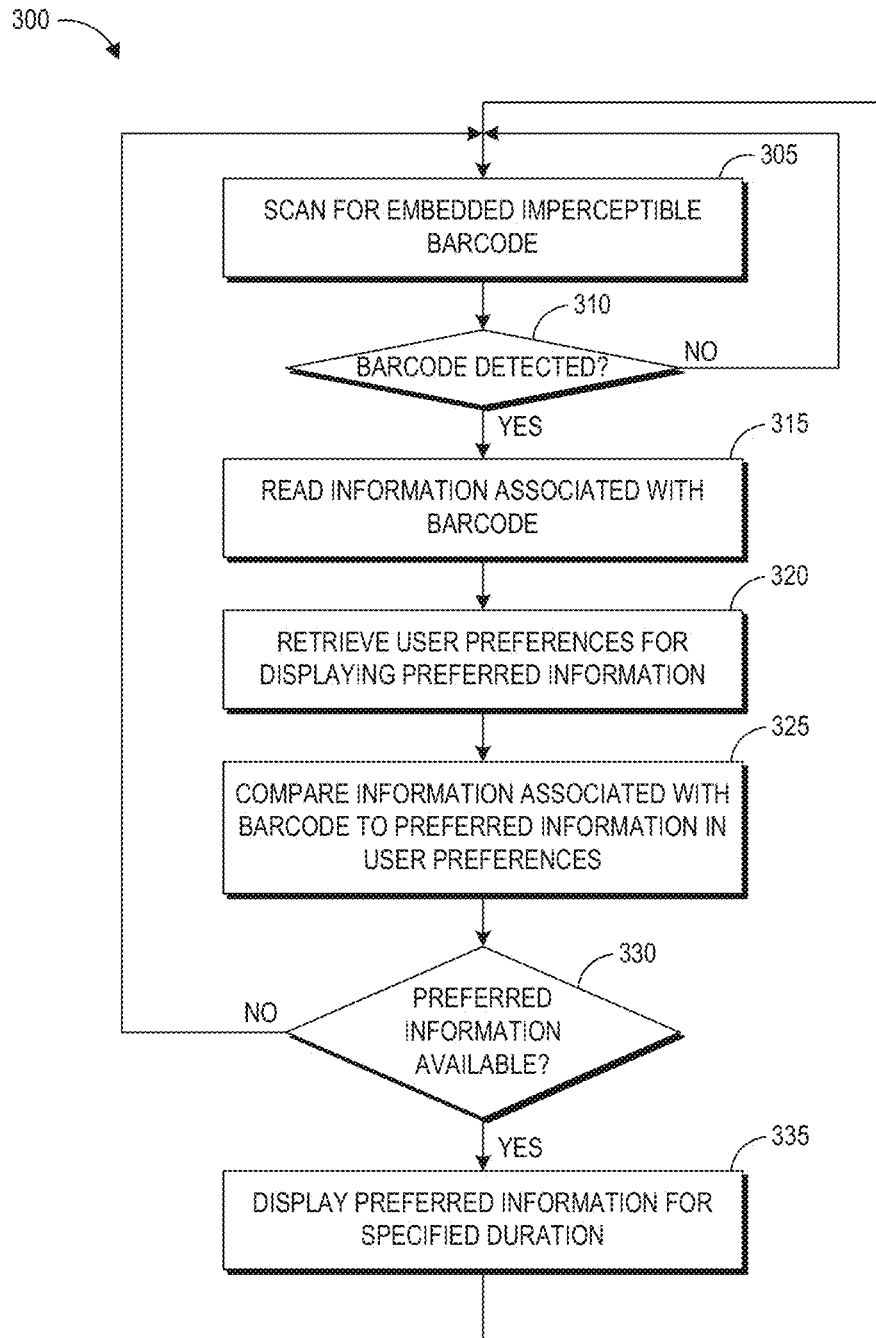 300
305
SCAN FOR EMBEDDED IMPERCEPTIBLE
BARCODE
310
BARCODE DETECTED?
NO
YES
315
READ INFORMATION ASSOCIATED WITH
BARCODE
320
RETRIEVE USER PREFERENCES FOR
DISPLAYING PREFERRED INFORMATION
325
COMPARE INFORMATION ASSOCIATED WITH
BARCODE TO PREFERRED INFORMATION IN
USER PREFERENCES
330
NO
PREFERRED
INFORMATION
AVAILABLE?
YES
335
DISPLAY PREFERRED INFORMATION FOR
SPECIFIED DURATION